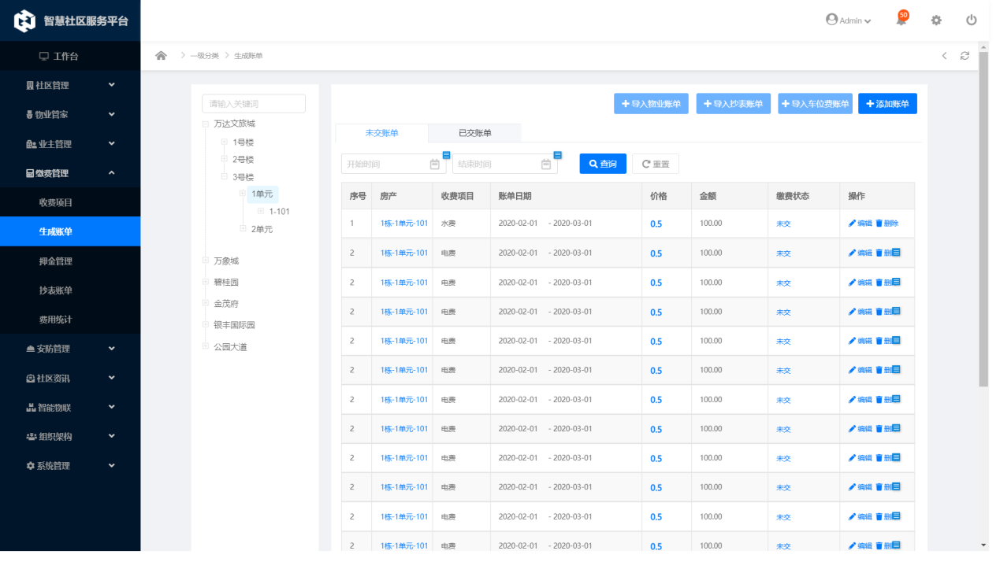 智慧社区服务平台
Admin
50
工作台
一级分类 > 生成账单
社区管理
物业管家
业主管理
缴费管理
收费项目
生成账单
押金管理
抄表账单
费用统计
安防管理
社区资讯
智能物联
组织架构
系统管理
请输入关键词
万达文旅城
1号楼
2号楼
3号楼
1单元
1-101
2单元
万象城
碧桂园
金茂府
银丰国际园
公园大道
+导入物业账单 +导入抄表账单 +导入车位费账单 +添加账单
未交账单 已交账单
开始时间 结束时间 查询 重置
序号 房产 收费项目 账单日期 价格 金额 缴费状态 操作
1 1栋-1单元-101 水费 2020-02-01 - 2020-03-01 0.5 100.00 未交 编辑 删除
2 1栋-1单元-101 电费 2020-02-01 - 2020-03-01 0.5 100.00 未交 编辑 删
2 1栋-1单元-101 电费 2020-02-01 - 2020-03-01 0.5 100.00 未交 编辑 删
2 1栋-1单元-101 电费 2020-02-01 - 2020-03-01 0.5 100.00 未交 编辑 删
2 1栋-1单元-101 电费 2020-02-01 - 2020-03-01 0.5 100.00 未交 编辑 删
2 1栋-1单元-101 电费 2020-02-01 - 2020-03-01 0.5 100.00 未交 编辑 删
2 1栋-1单元-101 电费 2020-02-01 - 2020-03-01 0.5 100.00 未交 编辑 删
2 1栋-1单元-101 电费 2020-02-01 - 2020-03-01 0.5 100.00 未交 编辑 删
2 1栋-1单元-101 电费 2020-02-01 - 2020-03-01 0.5 100.00 未交 编辑 删
2 1栋-1单元-101 电费 2020-02-01 - 2020-03-01 0.5 100.00 未交 编辑 删
2 1栋-1单元-101 电费 2020-02-01 - 2020-03-01 0.5 100.00 未交 编辑 删
2 1栋-1单元-101 电费 2020-02-01 - 2020-03-01 0.5 100.00 未交 编辑 删